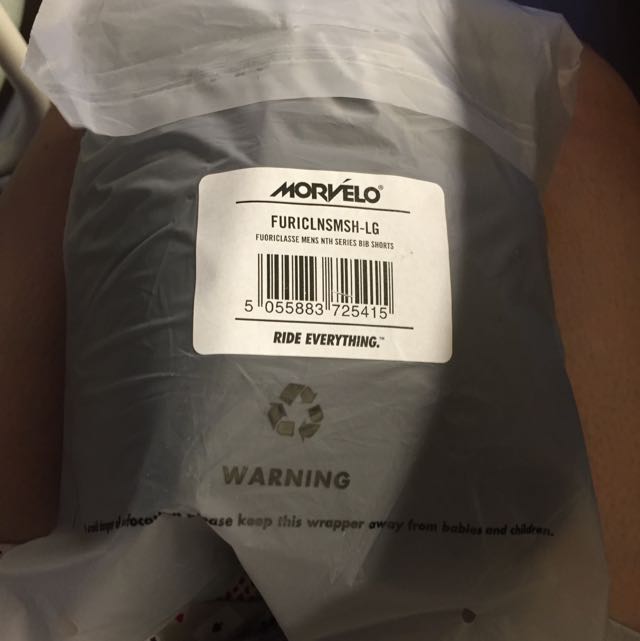 MORVÉLO®
FURICLNSMSH-LG
FUORICLASSE MENS NTH SERIES BIB SHORTS
5 055883 725415
RIDE EVERYTHING.™
WARNING
please keep this wrapper away from babies and children.